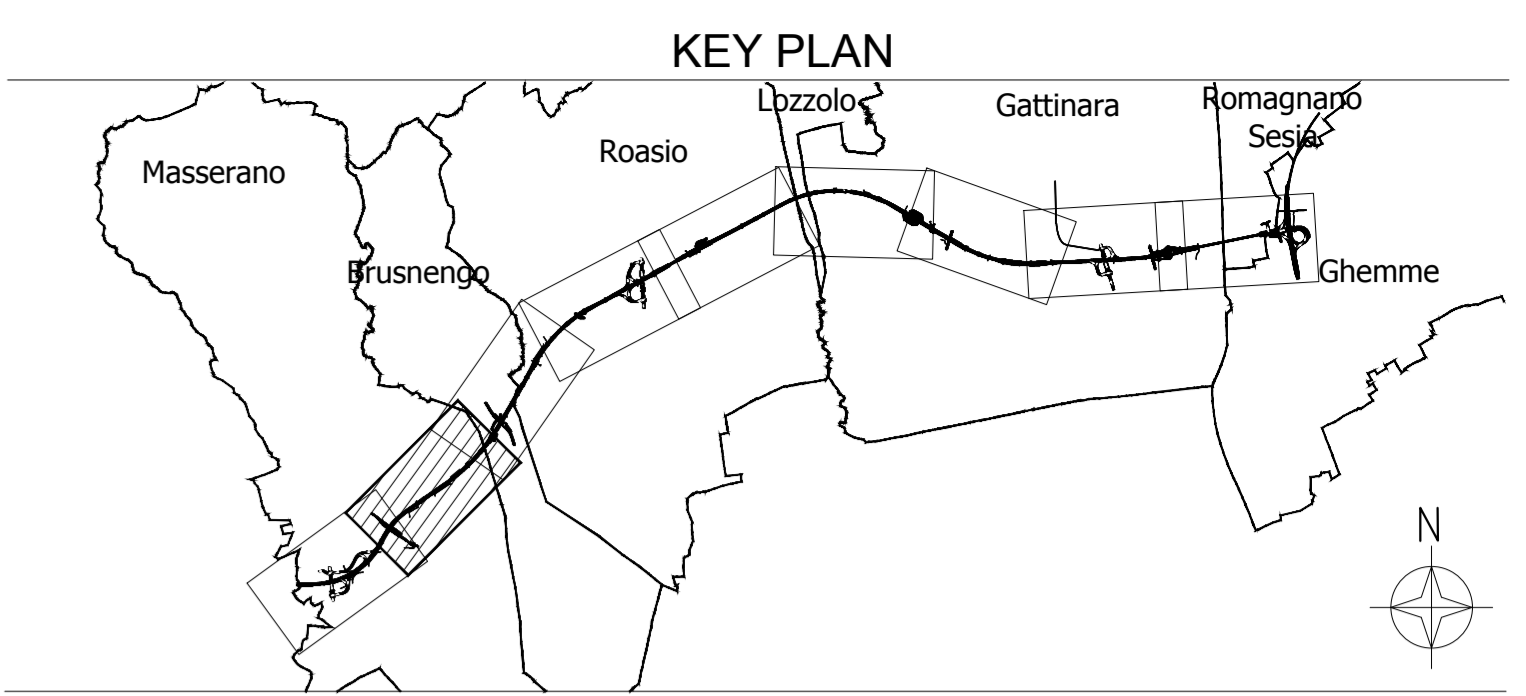 KEY PLAN
Lozzolo
Gattinara
Romagnano
Sesia
Roasio
Masserano
Brusnengo
Ghemme
N